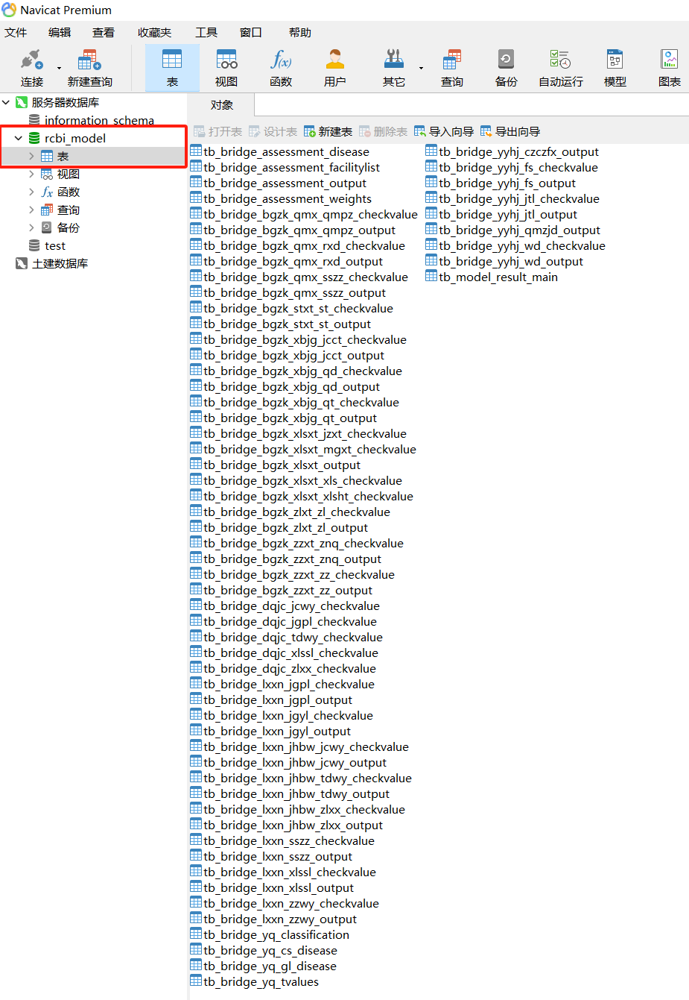 Navicat Premium
文件 编辑 查看 收藏夹 工具 窗口 帮助
连接 新建查询 表 视图 函数 用户 其它 查询 备份 自动运行 模型 图表
服务器数据库
information_schema
rcbi_model
表
视图
函数
查询
备份
test
土建数据库
对象
打开表 设计表 新建表 删除表 导入向导 导出向导
tb_bridge_assessment_disease
tb_bridge_assessment_facilitylist
tb_bridge_assessment_output
tb_bridge_assessment_weights
tb_bridge_bgzk_qmx_qmpz_checkvalue
tb_bridge_bgzk_qmx_qmpz_output
tb_bridge_bgzk_qmx_rxd_checkvalue
tb_bridge_bgzk_qmx_rxd_output
tb_bridge_bgzk_qmx_sszz_checkvalue
tb_bridge_bgzk_qmx_sszz_output
tb_bridge_bgzk_stxt_st_checkvalue
tb_bridge_bgzk_stxt_st_output
tb_bridge_bgzk_xbjg_jcct_checkvalue
tb_bridge_bgzk_xbjg_jcct_output
tb_bridge_bgzk_xbjg_qd_checkvalue
tb_bridge_bgzk_xbjg_qd_output
tb_bridge_bgzk_xbjg_qt_checkvalue
tb_bridge_bgzk_xbjg_qt_output
tb_bridge_bgzk_xlsxt_jzxt_checkvalue
tb_bridge_bgzk_xlsxt_mgxt_checkvalue
tb_bridge_bgzk_xlsxt_output
tb_bridge_bgzk_xlsxt_xls_checkvalue
tb_bridge_bgzk_xlsxt_xlsht_checkvalue
tb_bridge_bgzk_zlxt_zl_checkvalue
tb_bridge_bgzk_zlxt_zl_output
tb_bridge_bgzk_zzxt_znq_checkvalue
tb_bridge_bgzk_zzxt_znq_output
tb_bridge_bgzk_zzxt_zz_checkvalue
tb_bridge_bgzk_zzxt_zz_output
tb_bridge_dqjc_jcwy_checkvalue
tb_bridge_dqjc_jgpl_checkvalue
tb_bridge_dqjc_tdwy_checkvalue
tb_bridge_dqjc_xlssl_checkvalue
tb_bridge_dqjc_zlxx_checkvalue
tb_bridge_lxxn_jgpl_checkvalue
tb_bridge_lxxn_jgpl_output
tb_bridge_lxxn_jgyl_checkvalue
tb_bridge_lxxn_jgyl_output
tb_bridge_lxxn_jhbw_jcwy_checkvalue
tb_bridge_lxxn_jhbw_jcwy_output
tb_bridge_lxxn_jhbw_tdwy_checkvalue
tb_bridge_lxxn_jhbw_tdwy_output
tb_bridge_lxxn_jhbw_zlxx_checkvalue
tb_bridge_lxxn_jhbw_zlxx_output
tb_bridge_lxxn_sszz_checkvalue
tb_bridge_lxxn_sszz_output
tb_bridge_lxxn_xlssl_checkvalue
tb_bridge_lxxn_xlssl_output
tb_bridge_lxxn_zzwy_checkvalue
tb_bridge_lxxn_zzwy_output
tb_bridge_yq_classification
tb_bridge_yq_cs_disease
tb_bridge_yq_gl_disease
tb_bridge_yq_tvalues
tb_bridge_yyhj_czczfx_output
tb_bridge_yyhj_fs_checkvalue
tb_bridge_yyhj_fs_output
tb_bridge_yyhj_jtl_checkvalue
tb_bridge_yyhj_jtl_output
tb_bridge_yyhj_qmzjd_output
tb_bridge_yyhj_wd_checkvalue
tb_bridge_yyhj_wd_output
tb_model_result_main